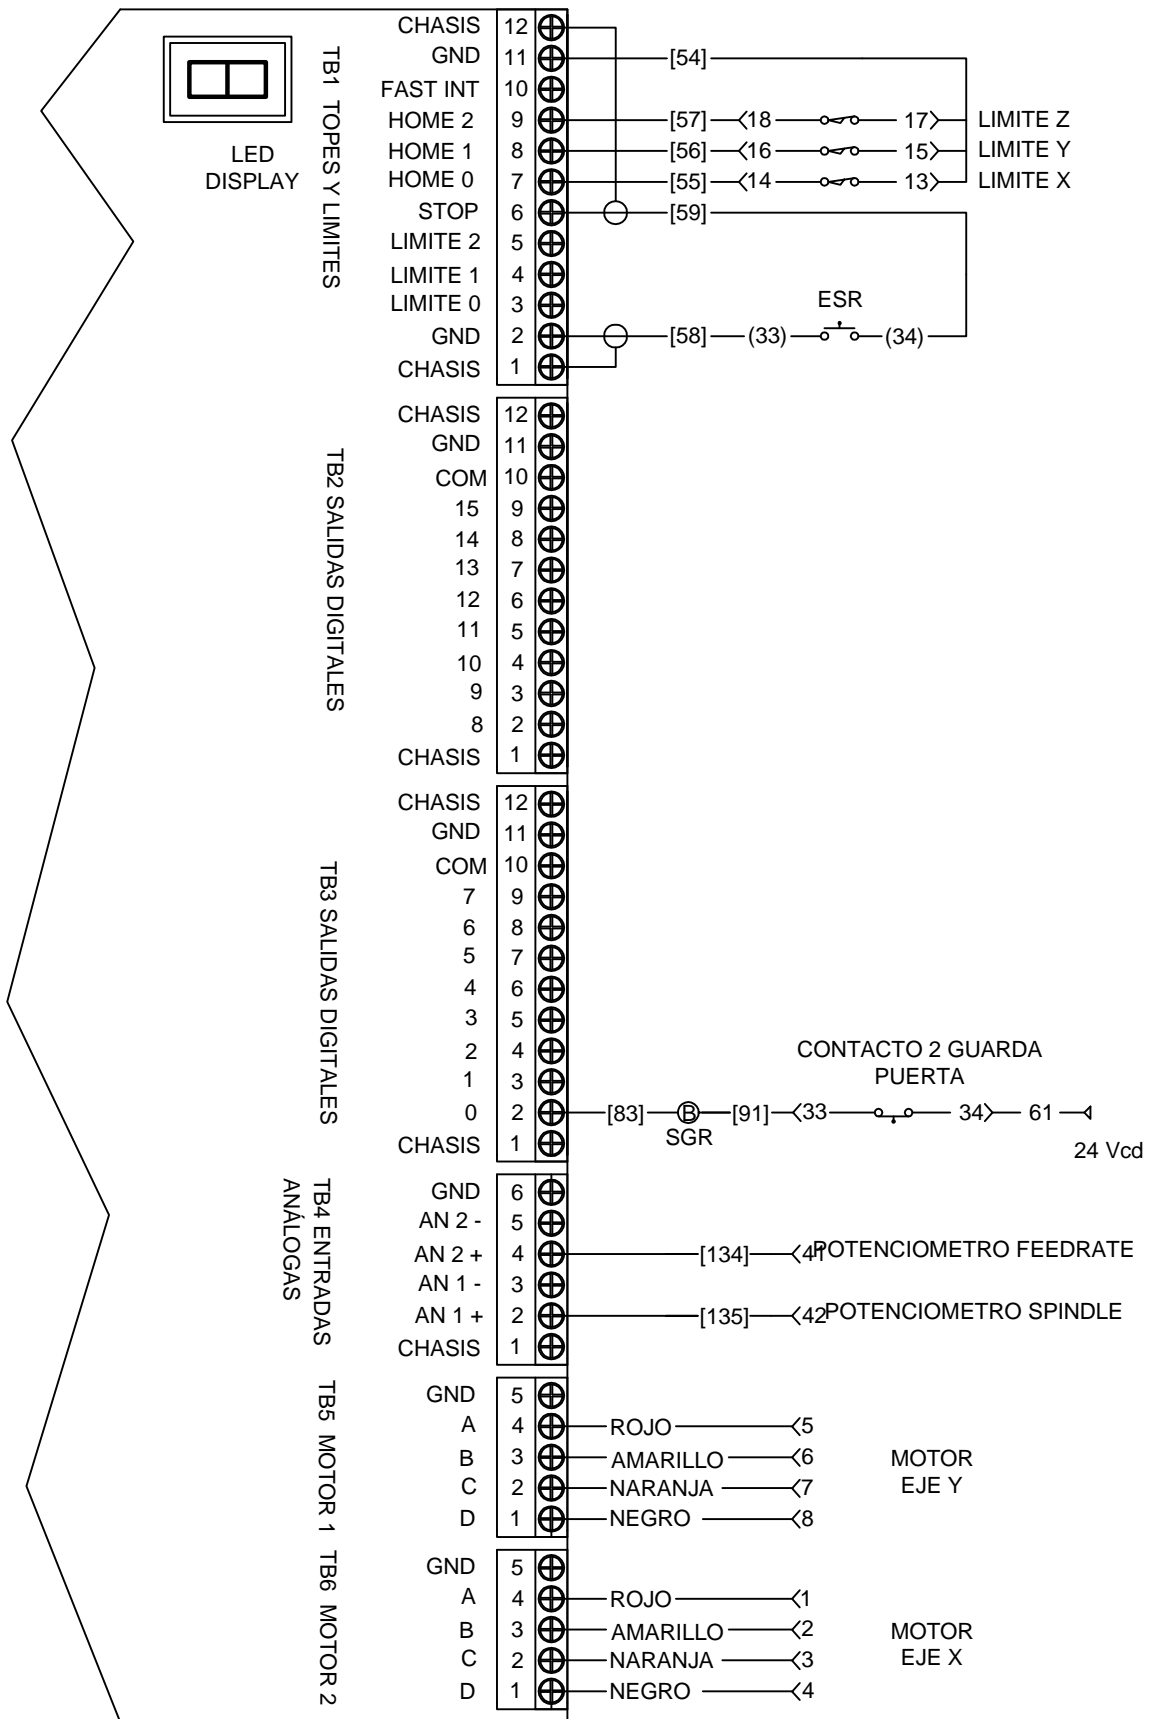 LED
DISPLAY
TB1 TOPES Y LIMITES
CHASIS 12
GND 11 [54]
FAST INT 10
HOME 2 9 [57] 18 17 LIMITE Z
HOME 1 8 [56] 16 15 LIMITE Y
HOME 0 7 [55] 14 13 LIMITE X
STOP 6 [59]
LIMITE 2 5
LIMITE 1 4
LIMITE 0 3
ESR
GND 2 [58] (33) (34)
CHASIS 1
TB2 SALIDAS DIGITALES
CHASIS 12
GND 11
COM 10
15 9
14 8
13 7
12 6
11 5
10 4
9 3
8 2
CHASIS 1
TB3 SALIDAS DIGITALES
CHASIS 12
GND 11
COM 10
7 9
6 8
5 7
4 6
3 5
2 4
1 3
CONTACTO 2 GUARDA
PUERTA
0 2 [83] B [91] 33 34 61
SGR
24 Vcd
CHASIS 1
TB4 ENTRADAS
ANÁLOGAS
GND 6
AN 2 - 5
AN 2 + 4 [134] 41 POTENCIOMETRO FEEDRATE
AN 1 - 3
AN 1 + 2 [135] 42 POTENCIOMETRO SPINDLE
CHASIS 1
TB5 MOTOR 1
GND 5
A 4 ROJO 5
B 3 AMARILLO 6
C 2 NARANJA 7
D 1 NEGRO 8
MOTOR
EJE Y
TB6 MOTOR 2
GND 5
A 4 ROJO 1
B 3 AMARILLO 2
C 2 NARANJA 3
D 1 NEGRO 4
MOTOR
EJE X